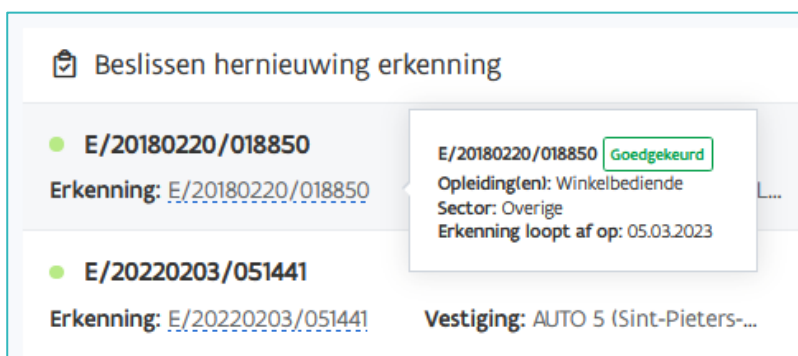 Beslissen hernieuwing erkenning
E/20180220/018850
Erkenning: E/20180220/018850
E/20180220/018850 Goedgekeurd
Opleiding(en): Winkelbediende
Sector: Overige
Erkenning loopt af op: 05.03.2023
L...
E/20220203/051441
Erkenning: E/20220203/051441 Vestiging: AUTO 5 (Sint-Pieters-...